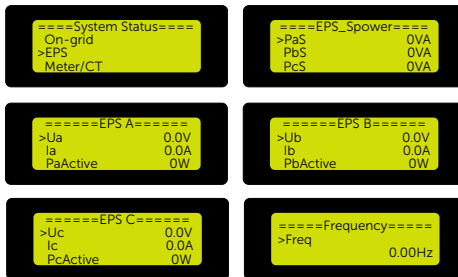 ====System Status====
On-grid
>EPS
Meter/CT
====EPS_Spower====
>PaS 0VA
PbS 0VA
PcS 0VA
======EPS A======
>Ua 0.0V
Ia 0.0A
PaActive 0W
======EPS B======
>Ub 0.0V
Ib 0.0A
PbActive 0W
======EPS C======
>Uc 0.0V
Ic 0.0A
PcActive 0W
=====Frequency=====
>Freq
0.00Hz